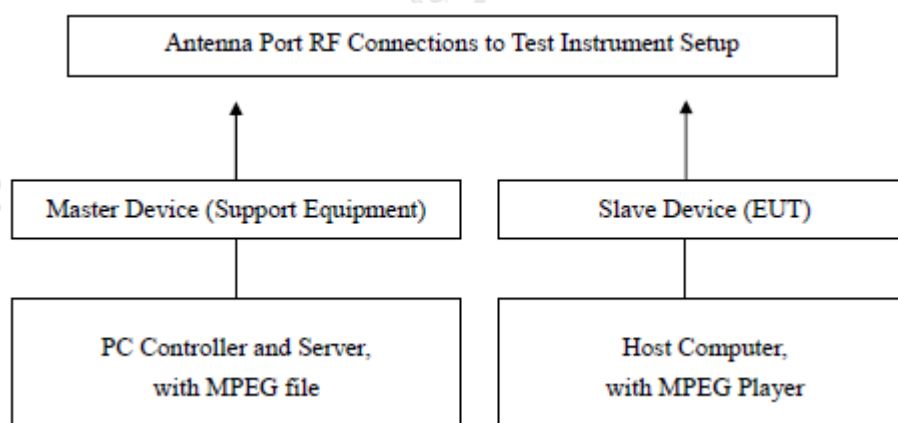 Antenna Port RF Connections to Test Instrument Setup
Master Device (Support Equipment)
Slave Device (EUT)
PC Controller and Server,
with MPEG file
Host Computer,
with MPEG Player